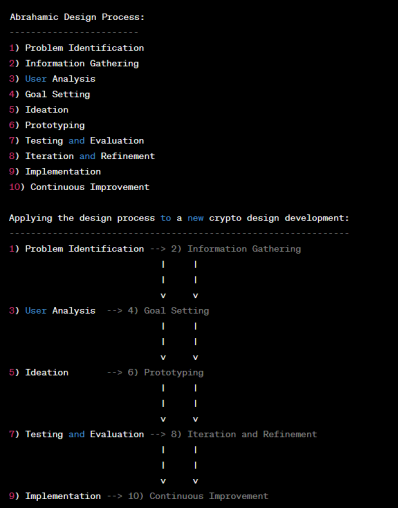 Abrahamic Design Process:
------------------------
1) Problem Identification
2) Information Gathering
3) User Analysis
4) Goal Setting
5) Ideation
6) Prototyping
7) Testing and Evaluation
8) Iteration and Refinement
9) Implementation
10) Continuous Improvement
Applying the design process to a new crypto design development:
---------------------------------------------------------------
1) Problem Identification --> 2) Information Gathering
| |
| |
v v
3) User Analysis --> 4) Goal Setting
| |
| |
v v
5) Ideation --> 6) Prototyping
| |
| |
v v
7) Testing and Evaluation --> 8) Iteration and Refinement
| |
| |
v v
9) Implementation --> 10) Continuous Improvement